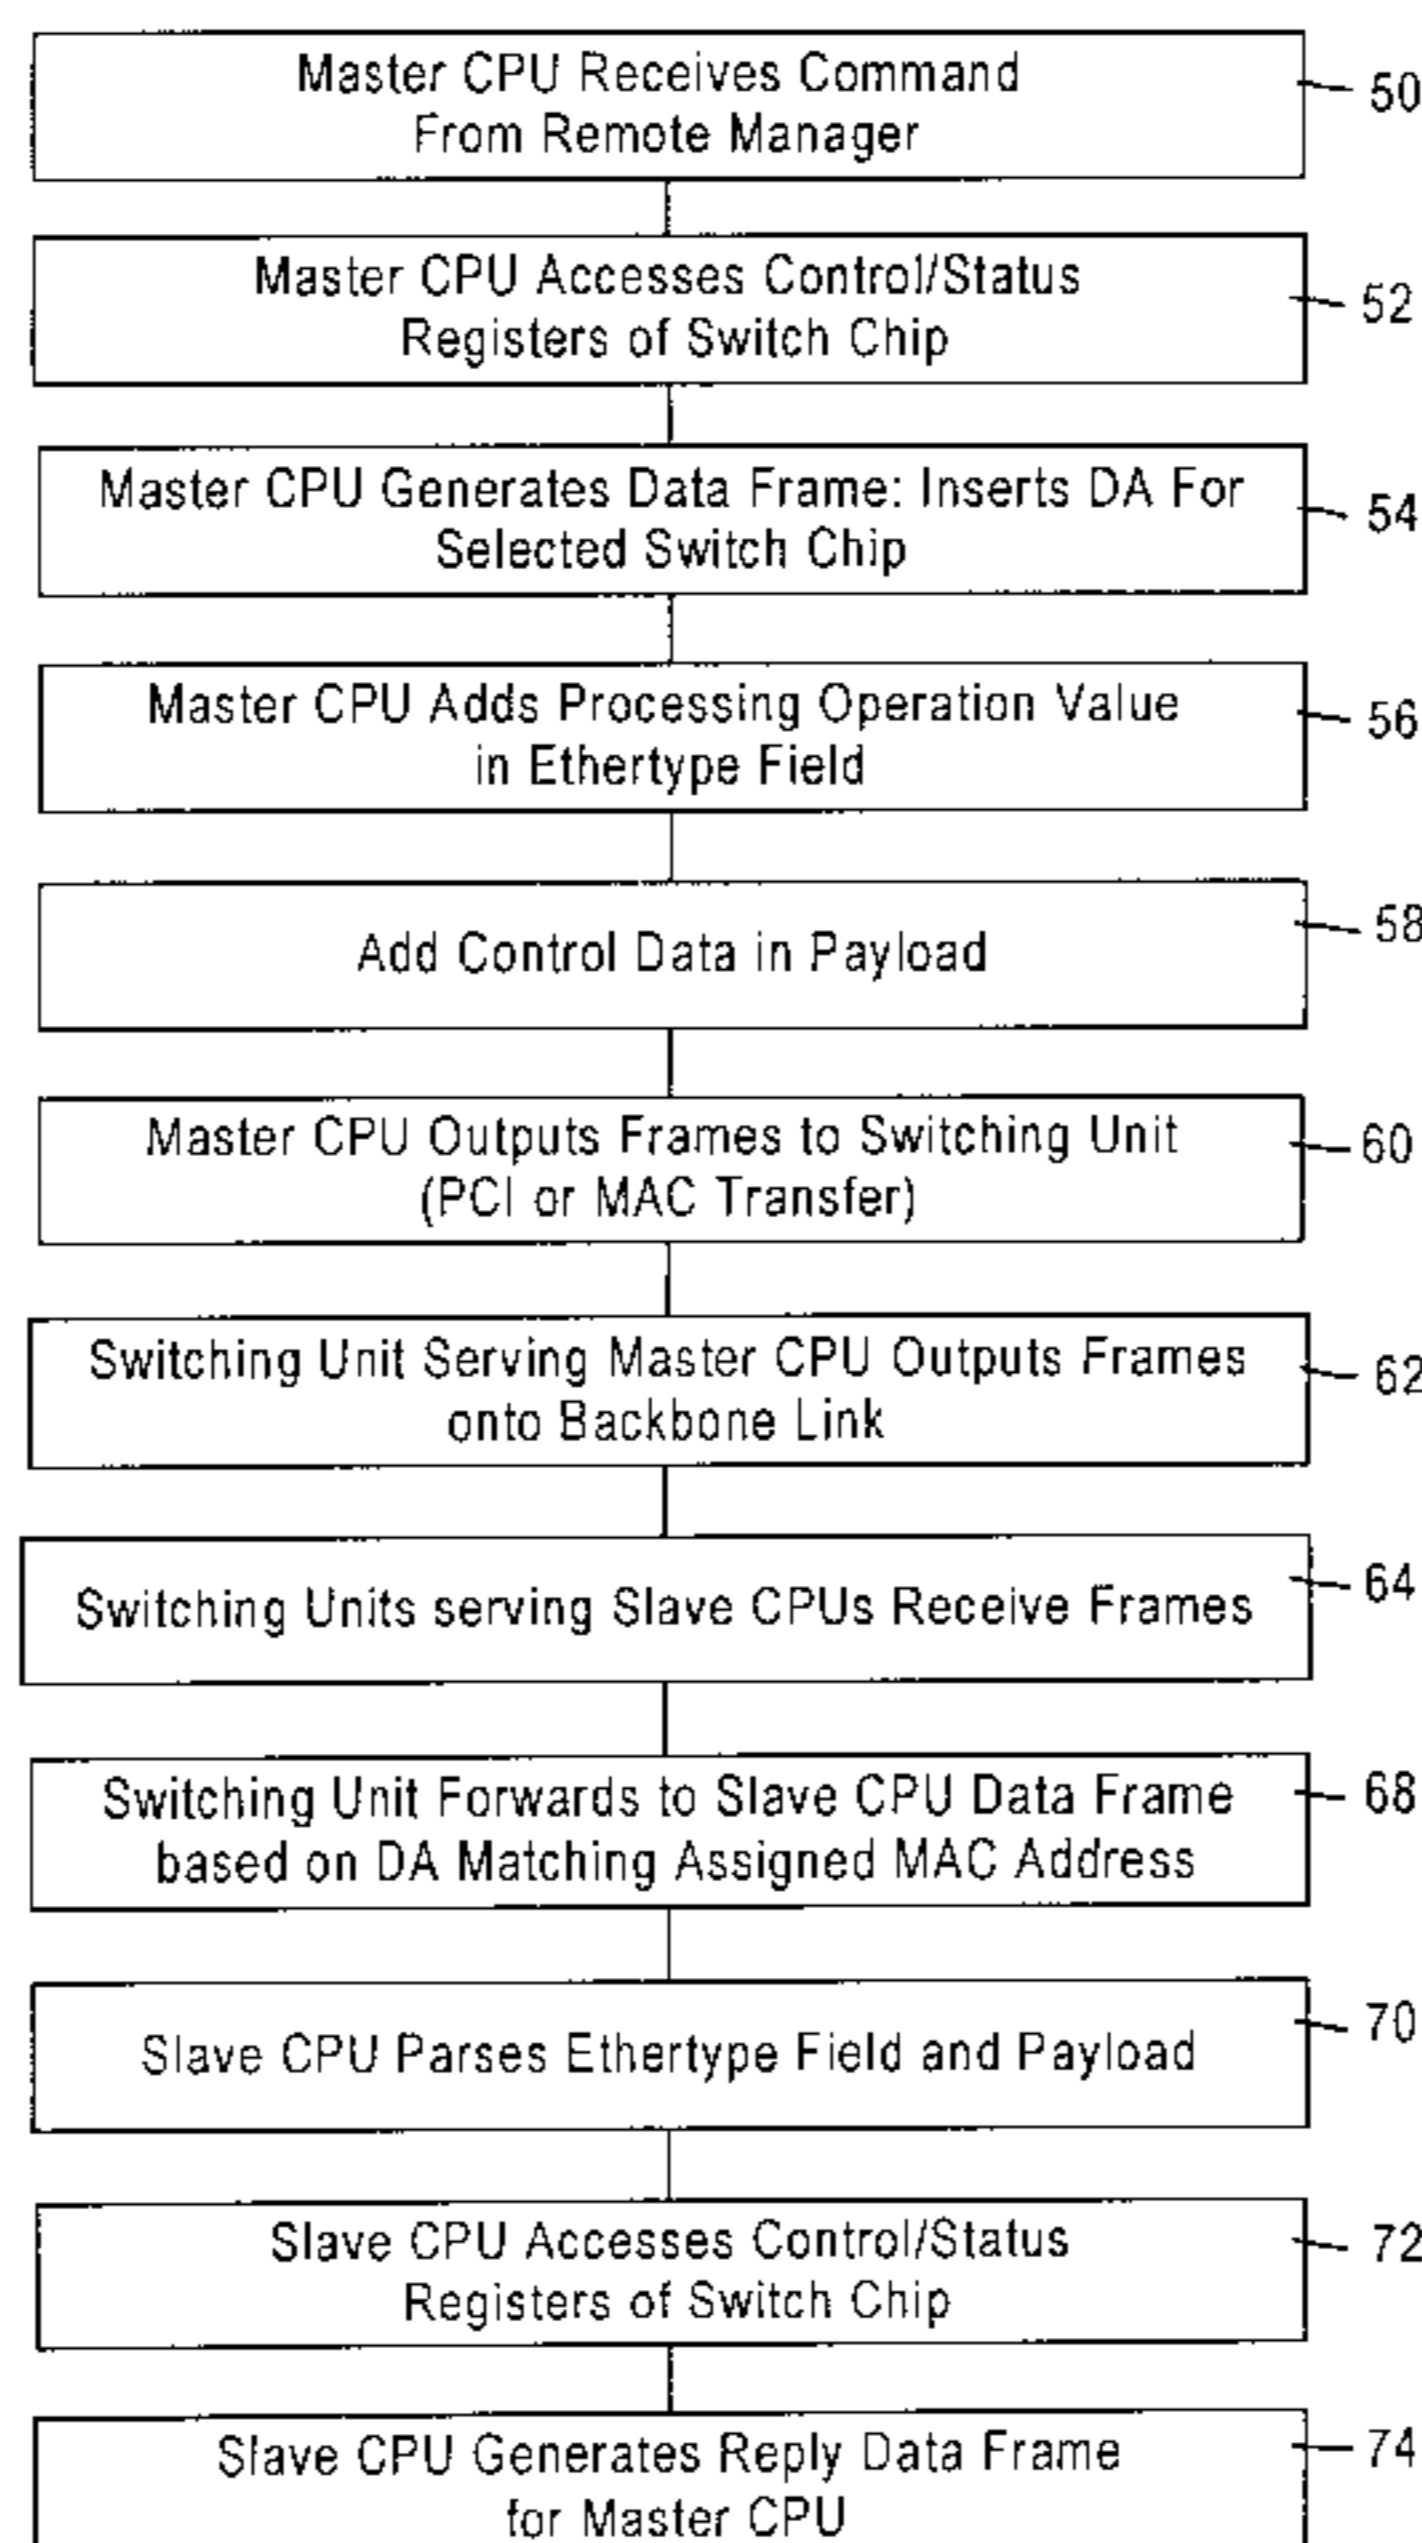 Master CPU Receives Command
From Remote Manager
50
Master CPU Accesses Control/Status
Registers of Switch Chip
52
Master CPU Generates Data Frame: Inserts DA For
Selected Switch Chip
54
Master CPU Adds Processing Operation Value
in Ethertype Field
56
Add Control Data in Payload
58
Master CPU Outputs Frames to Switching Unit
(PCI or MAC Transfer)
60
Switching Unit Serving Master CPU Outputs Frames
onto Backbone Link
62
Switching Units serving Slave CPUs Receive Frames
64
Switching Unit Forwards to Slave CPU Data Frame
based on DA Matching Assigned MAC Address
68
Slave CPU Parses Ethertype Field and Payload
70
Slave CPU Accesses Control/Status
Registers of Switch Chip
72
Slave CPU Generates Reply Data Frame
for Master CPU
74